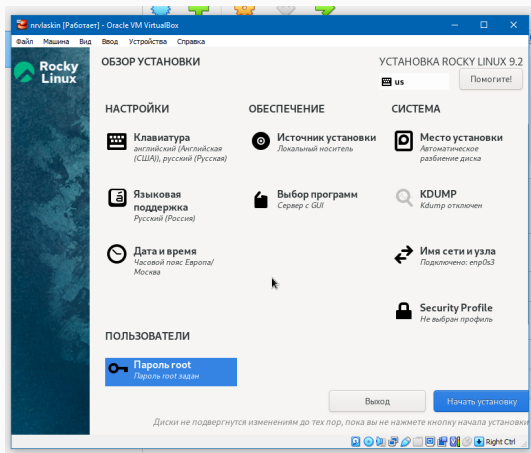 nrvlaskin [Работает] - Oracle VM VirtualBox
Файл Машина Вид Ввод Устройства Справка
Rocky Linux
ОБЗОР УСТАНОВКИ
УСТАНОВКА ROCKY LINUX 9.2
us
Помогите!
НАСТРОЙКИ
Клавиатура
английский (Английская
(США)), русский (Русская)
Языковая
поддержка
Русский (Россия)
Дата и время
Часовой пояс Европа/
Москва
ОБЕСПЕЧЕНИЕ
Источник установки
Локальный носитель
Выбор программ
Сервер с GUI
СИСТЕМА
Место установки
Автоматическое
разбиение диска
KDUMP
Kdump отключен
Имя сети и узла
Подключено: enp0s3
Security Profile
Не выбран профиль
ПОЛЬЗОВАТЕЛИ
Пароль root
Пароль root задан
Выход
Начать установку
Диски не подвергнутся изменениям до тех пор, пока вы не нажмете кнопку начала установки
Right Ctrl